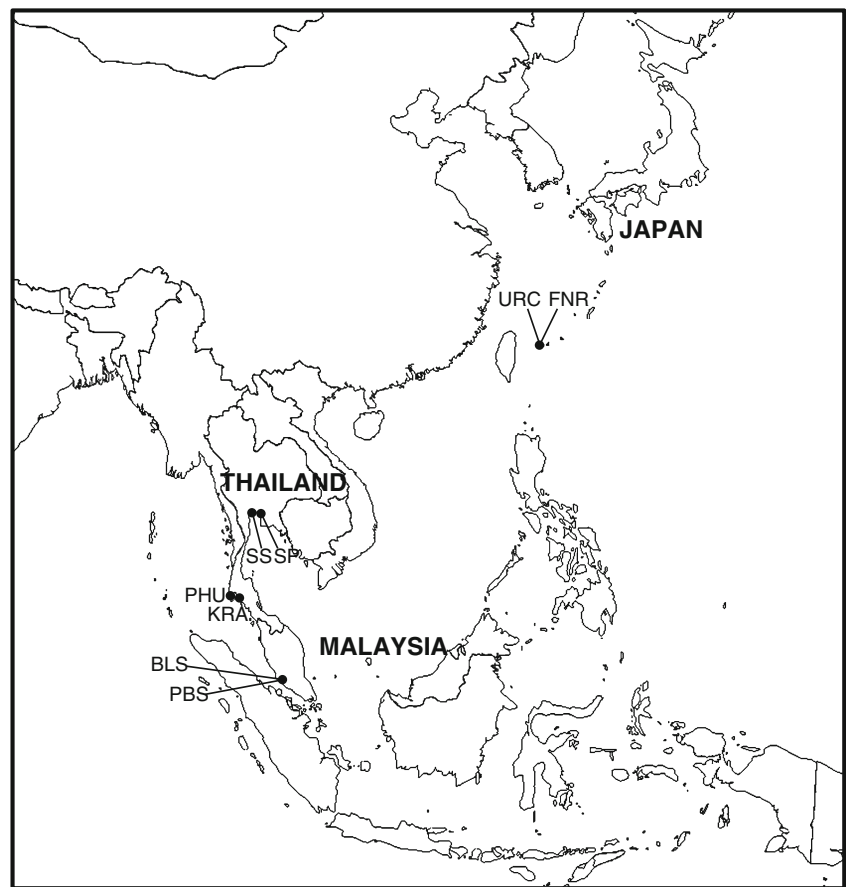 JAPAN
URC FNR
THAILAND
SS SP
PHU
KRA
MALAYSIA
BLS
PBS